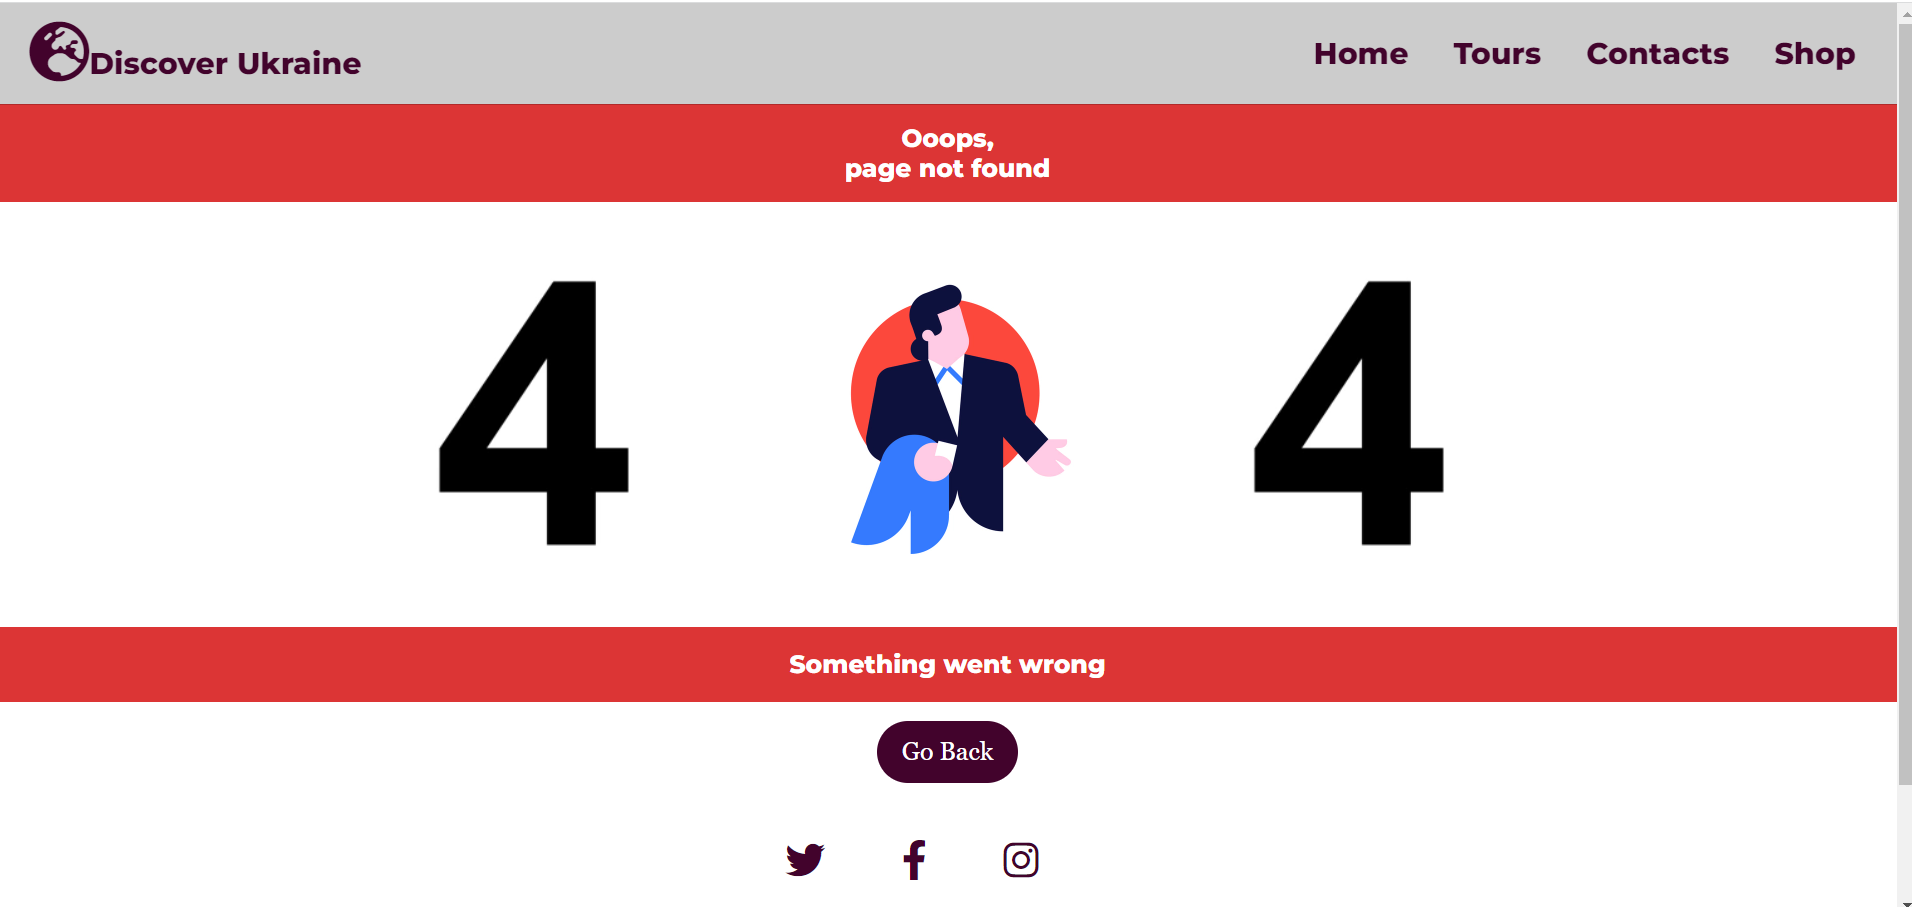 Discover Ukraine
Home Tours Contacts Shop
Ooops,
page not found
4 4
Something went wrong
Go Back